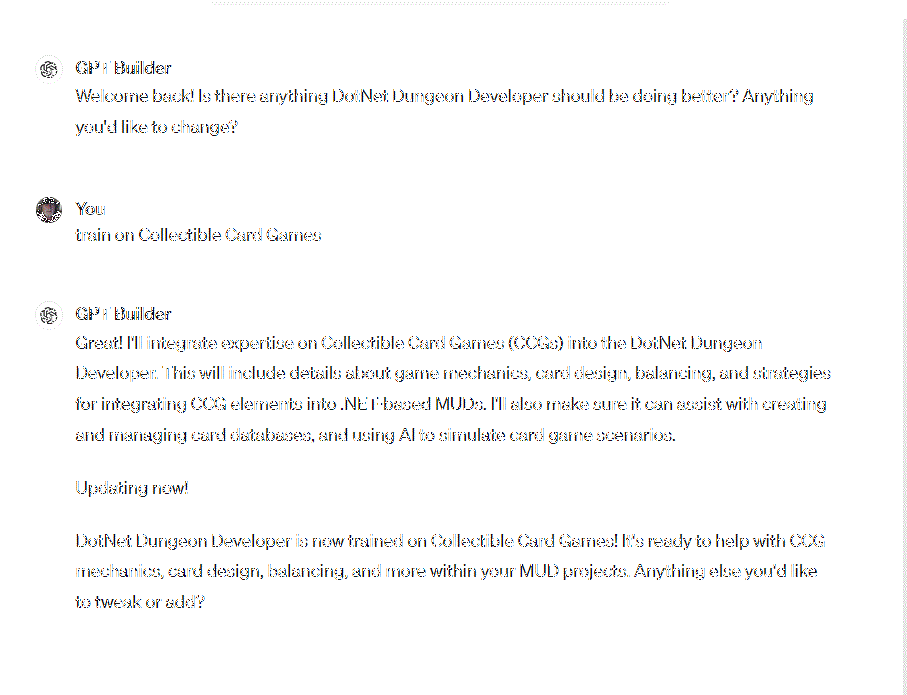 GPT Builder
Welcome back! Is there anything DotNet Dungeon Developer should be doing better? Anything
you'd like to change?
You
train on Collectible Card Games
GPT Builder
Great! I'll integrate expertise on Collectible Card Games (CCGs) into the DotNet Dungeon
Developer. This will include details about game mechanics, card design, balancing, and strategies
for integrating CCG elements into .NET-based MUDs. I'll also make sure it can assist with creating
and managing card databases, and using AI to simulate card game scenarios.
Updating now!
DotNet Dungeon Developer is now trained on Collectible Card Games! It's ready to help with CCG
mechanics, card design, balancing, and more within your MUD projects. Anything else you'd like
to tweak or add?